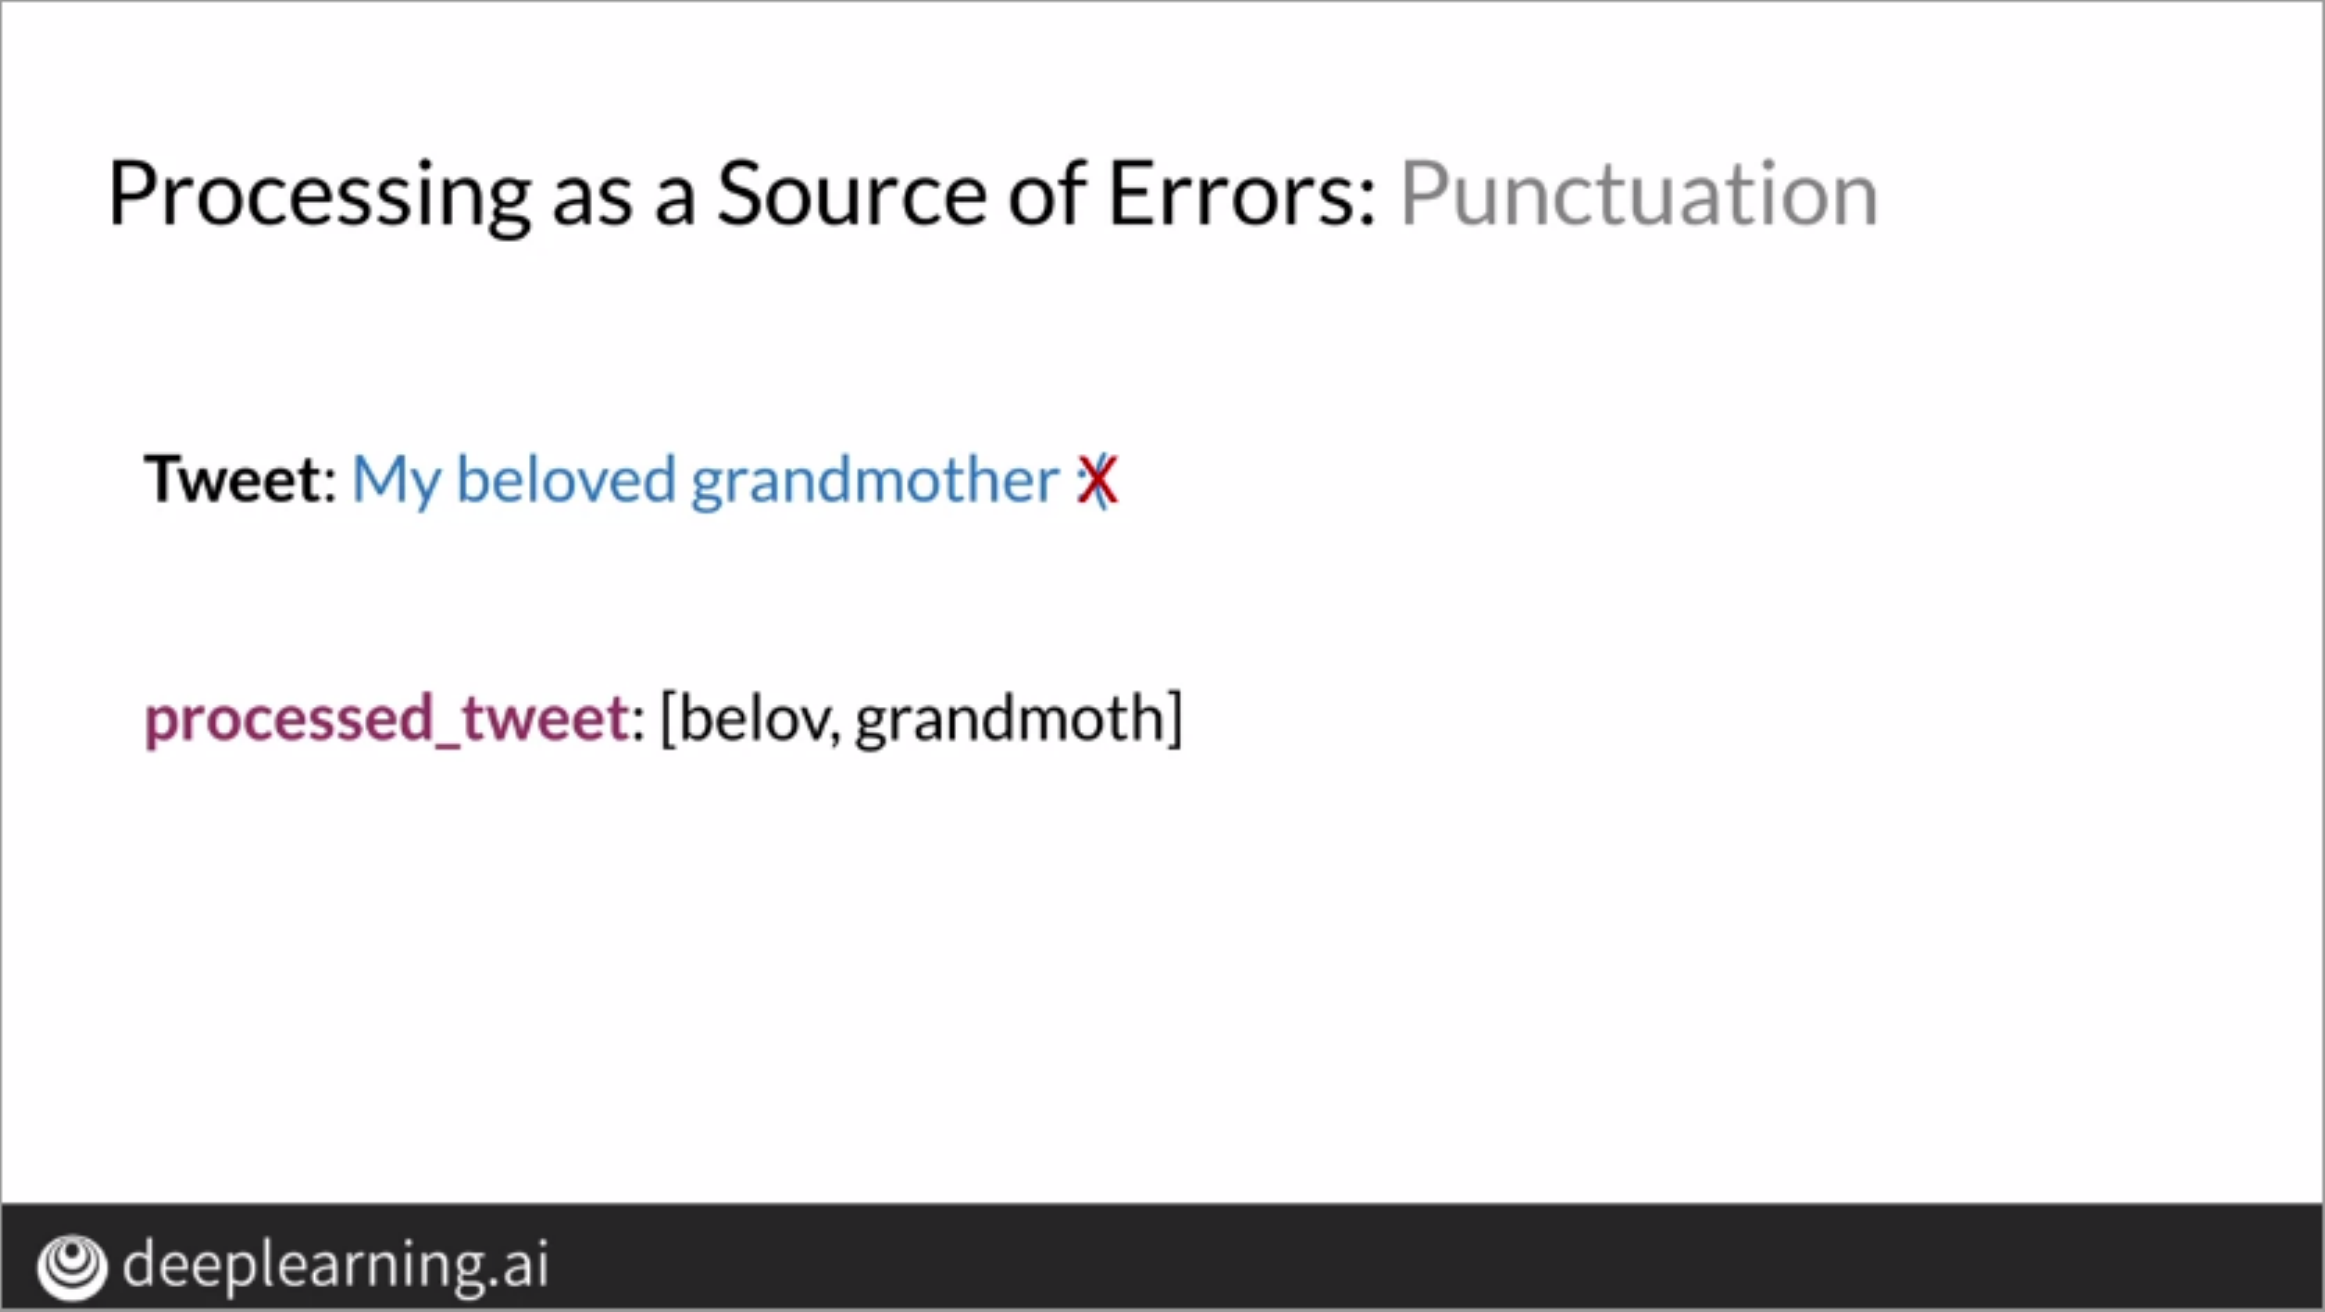 Processing as a Source of Errors: Punctuation
Tweet: My beloved grandmother :(
processed_tweet: [belov, grandmoth]
deeplearning.ai